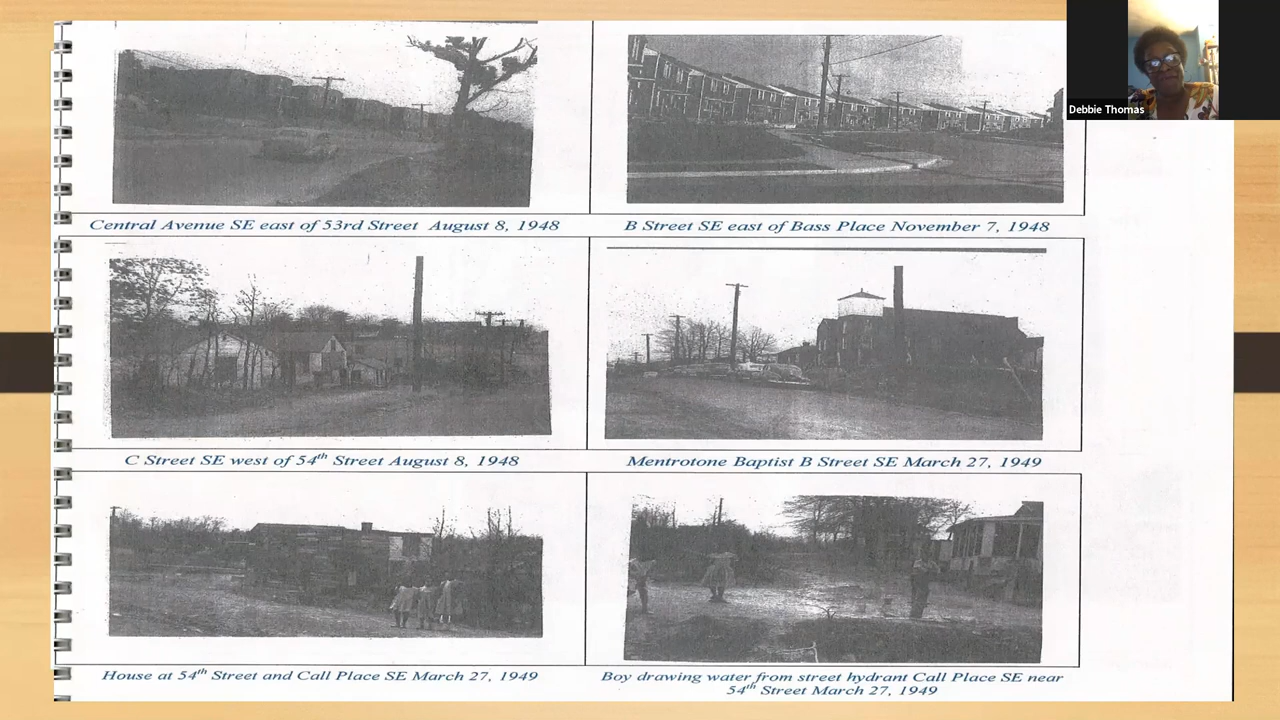 Debbie Thomas
Central Avenue SE east of 53rd Street August 8, 1948
B Street SE east of Bass Place November 7, 1948
C Street SE west of 54th Street August 8, 1948
Mentrotone Baptist B Street SE March 27, 1949
House at 54th Street and Call Place SE March 27, 1949
Boy drawing water from street hydrant Call Place SE near
54th Street March 27, 1949